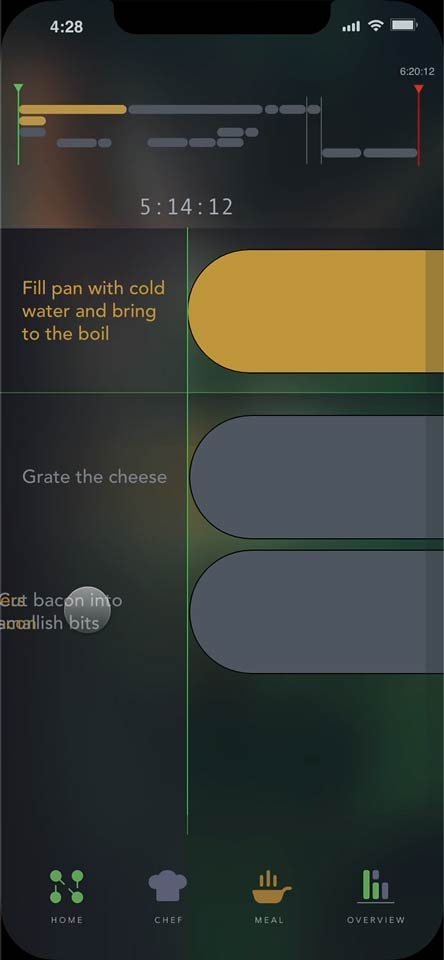 4:28
6:20:12
5:14:12
Fill pan with cold
water and bring
to the boil
Grate the cheese
Cut bacon into
smallish bits
HOME
CHEF
MEAL
OVERVIEW